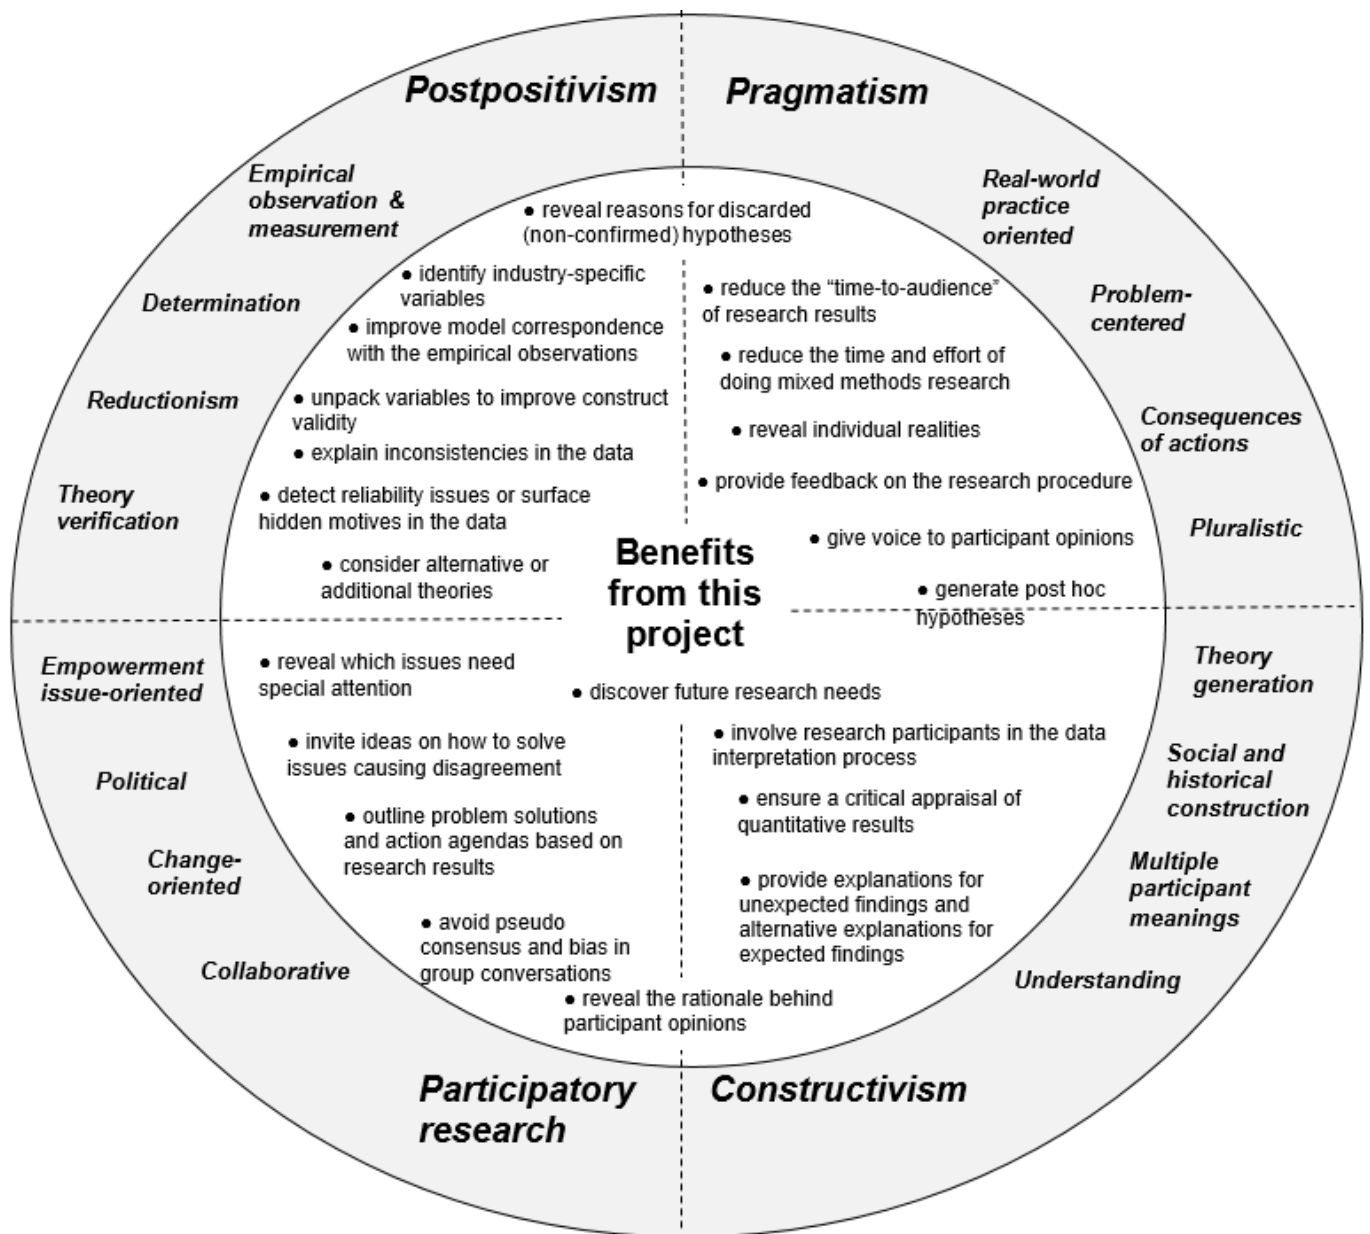 Postpositivism
Pragmatism
Empirical
observation &
measurement
Determination
Reductionism
Theory
verification
Real-world
practice
oriented
Problem-
centered
Consequences
of actions
Pluralistic
● reveal reasons for discarded
(non-confirmed) hypotheses
● identify industry-specific
variables
● improve model correspondence
with the empirical observations
● unpack variables to improve construct
validity
● explain inconsistencies in the data
● detect reliability issues or surface
hidden motives in the data
● consider alternative or
additional theories
● reduce the “time-to-audience”
of research results
● reduce the time and effort of
doing mixed methods research
● reveal individual realities
● provide feedback on the research procedure
● give voice to participant opinions
● generate post hoc
hypotheses
Benefits
from this
project
Empowerment
issue-oriented
Political
Change-
oriented
Collaborative
● reveal which issues need
special attention
● discover future research needs
● invite ideas on how to solve
issues causing disagreement
● outline problem solutions
and action agendas based on
research results
● avoid pseudo
consensus and bias in
group conversations
● reveal the rationale behind
participant opinions
● involve research participants in the data
interpretation process
● ensure a critical appraisal of
quantitative results
● provide explanations for
unexpected findings and
alternative explanations for
expected findings
Theory
generation
Social and
historical
construction
Multiple
participant
meanings
Understanding
Participatory
research
Constructivism